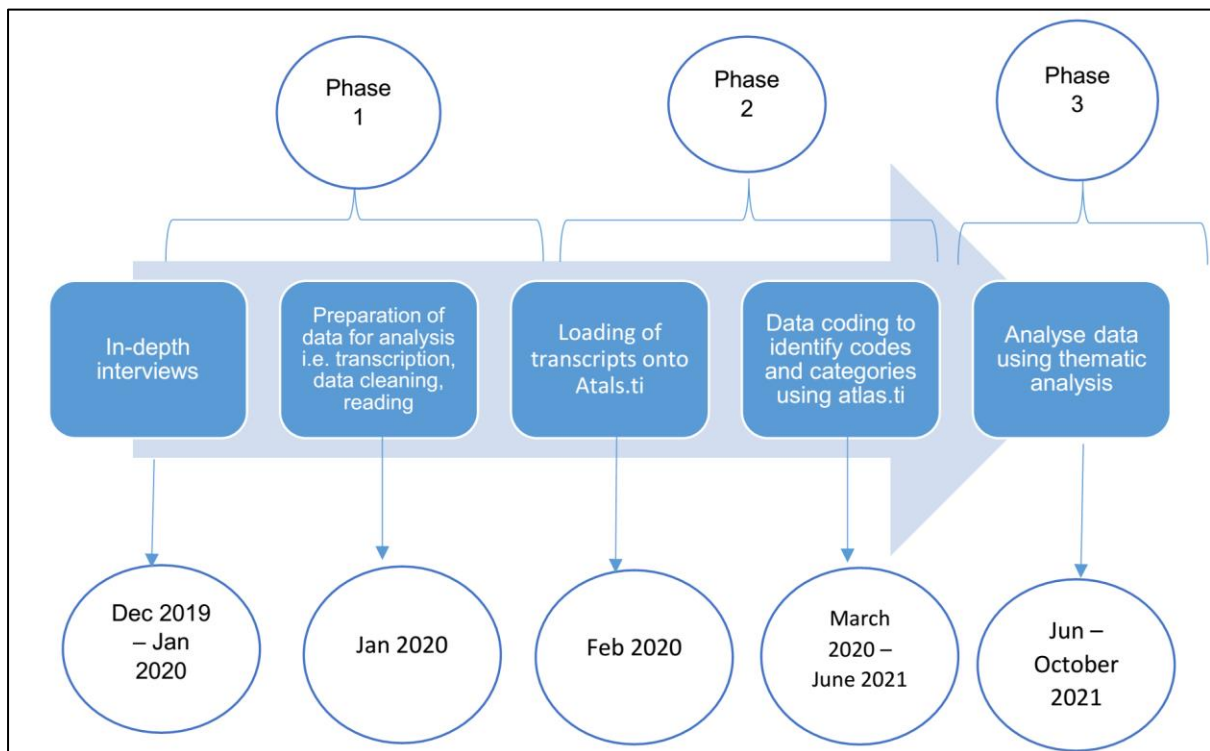 Phase
1
Phase
2
Phase
3
In-depth
interviews
Preparation of
data for analysis
i.e. transcription,
data cleaning,
reading
Loading of
transcripts onto
Atals.ti
Data coding to
identify codes
and categories
using atlas.ti
Analyse data
using thematic
analysis
Dec 2019
– Jan
2020
Jan 2020
Feb 2020
March
2020 –
June 2021
Jun –
October
2021